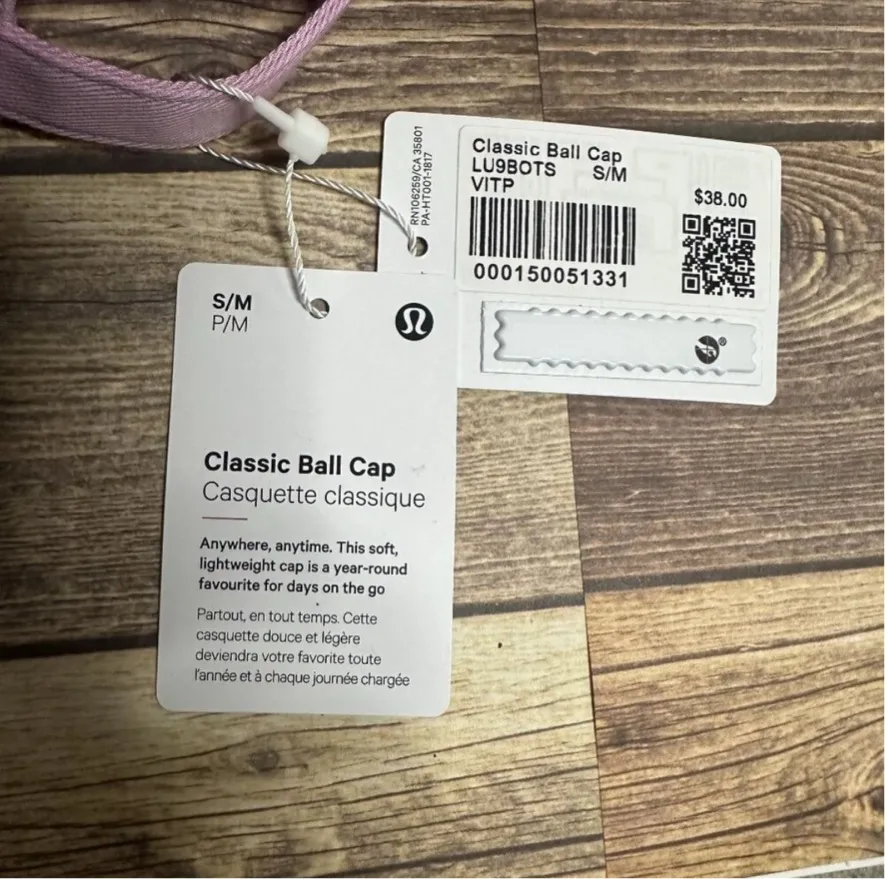 RN106259/CA 35801
PA-HT001-1817
Classic Ball Cap
LU9BOTS S/M
VITP
$38.00
000150051331
®
S/M
P/M
Classic Ball Cap
Casquette classique
Anywhere, anytime. This soft,
lightweight cap is a year-round
favourite for days on the go
Partout, en tout temps. Cette
casquette douce et légère
deviendra votre favorite toute
l'année et à chaque journée chargée